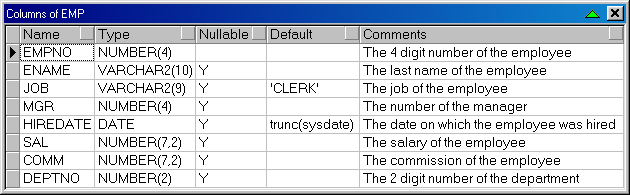 Columns of EMP
Name Type Nullable Default Comments
EMPNO NUMBER(4) The 4 digit number of the employee
ENAME VARCHAR2(10) Y The last name of the employee
JOB VARCHAR2(9) Y 'CLERK' The job of the employee
MGR NUMBER(4) Y The number of the manager
HIREDATE DATE Y trunc(sysdate) The date on which the employee was hired
SAL NUMBER(7,2) Y The salary of the employee
COMM NUMBER(7,2) Y The commission of the employee
DEPTNO NUMBER(2) Y The 2 digit number of the department